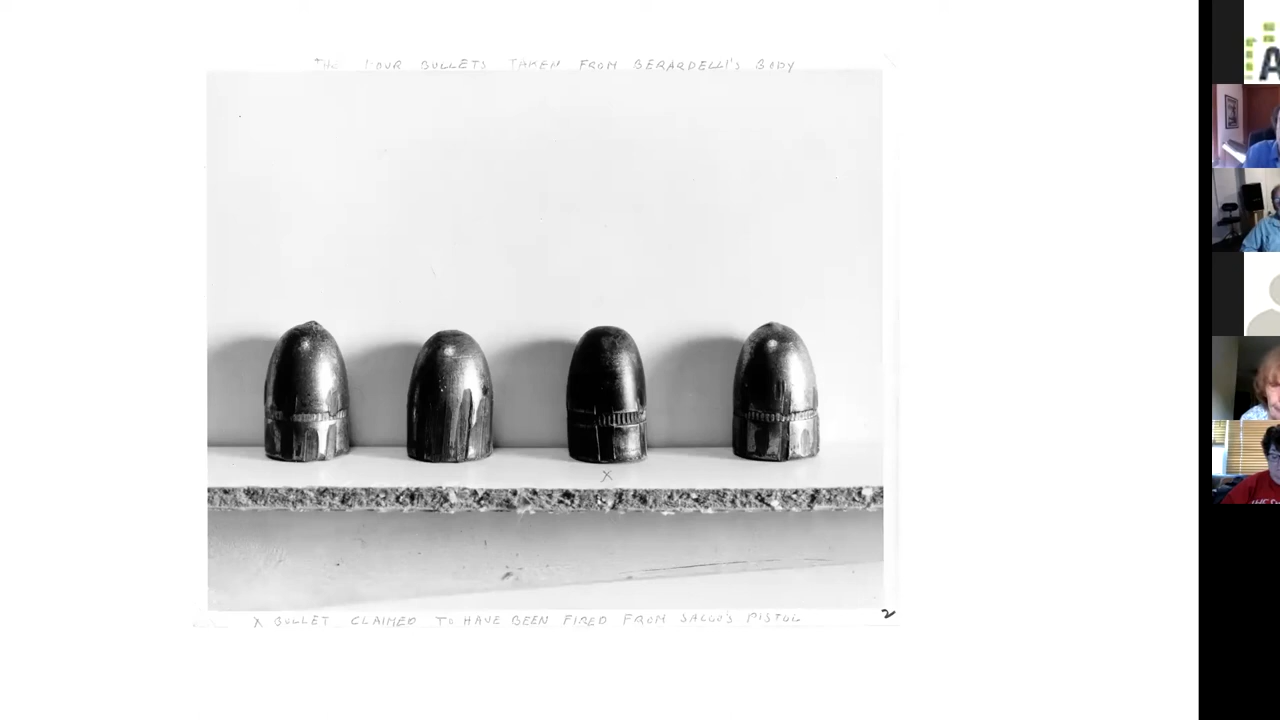 THE FOUR BULLETS TAKEN FROM BERARDELLI'S BODY
X
X BULLET CLAIMED TO HAVE BEEN FIRED FROM SACCO'S PISTOL
2
A